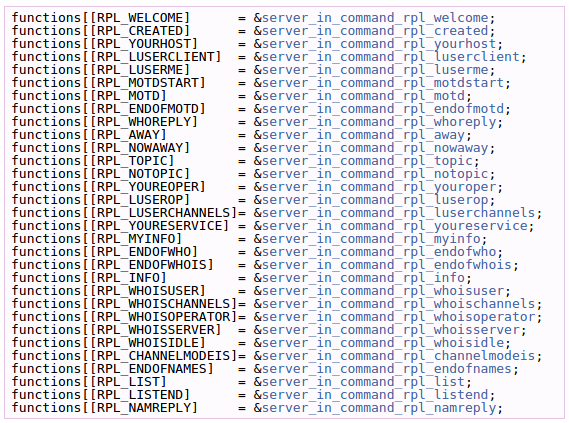 functions[[RPL_WELCOME]      = &server_in_command_rpl_welcome;
functions[[RPL_CREATED]      = &server_in_command_rpl_created;
functions[[RPL_YOURHOST]     = &server_in_command_rpl_yourhost;
functions[[RPL_LUSERCLIENT]  = &server_in_command_rpl_luserclient;
functions[[RPL_LUSERME]      = &server_in_command_rpl_luserme;
functions[[RPL_MOTDSTART]    = &server_in_command_rpl_motdstart;
functions[[RPL_MOTD]         = &server_in_command_rpl_motd;
functions[[RPL_ENDOFMOTD]    = &server_in_command_rpl_endofmotd;
functions[[RPL_WHOREPLY]     = &server_in_command_rpl_whoreply;
functions[[RPL_AWAY]         = &server_in_command_rpl_away;
functions[[RPL_NOWAWAY]      = &server_in_command_rpl_nowaway;
functions[[RPL_TOPIC]        = &server_in_command_rpl_topic;
functions[[RPL_NOTOPIC]      = &server_in_command_rpl_notopic;
functions[[RPL_YOUREOPER]    = &server_in_command_rpl_youroper;
functions[[RPL_LUSEROP]      = &server_in_command_rpl_luserop;
functions[[RPL_LUSERCHANNELS]= &server_in_command_rpl_luserchannels;
functions[[RPL_YOURESERVICE] = &server_in_command_rpl_youreservice;
functions[[RPL_MYINFO]       = &server_in_command_rpl_myinfo;
functions[[RPL_ENDOFWHO]     = &server_in_command_rpl_endofwho;
functions[[RPL_ENDOFWHOIS]   = &server_in_command_rpl_endofwhois;
functions[[RPL_INFO]         = &server_in_command_rpl_info;
functions[[RPL_WHOISUSER]    = &server_in_command_rpl_whoisuser;
functions[[RPL_WHOISCHANNELS]= &server_in_command_rpl_whoischannels;
functions[[RPL_WHOISOPERATOR]= &server_in_command_rpl_whoisoperator;
functions[[RPL_WHOISSERVER]  = &server_in_command_rpl_whoisserver;
functions[[RPL_WHOISIDLE]    = &server_in_command_rpl_whoisidle;
functions[[RPL_CHANNELMODEIS]= &server_in_command_rpl_channelmodeis;
functions[[RPL_ENDOFNAMES]   = &server_in_command_rpl_endofnames;
functions[[RPL_LIST]         = &server_in_command_rpl_list;
functions[[RPL_LISTEND]      = &server_in_command_rpl_listend;
functions[[RPL_NAMREPLY]     = &server_in_command_rpl_namreply;